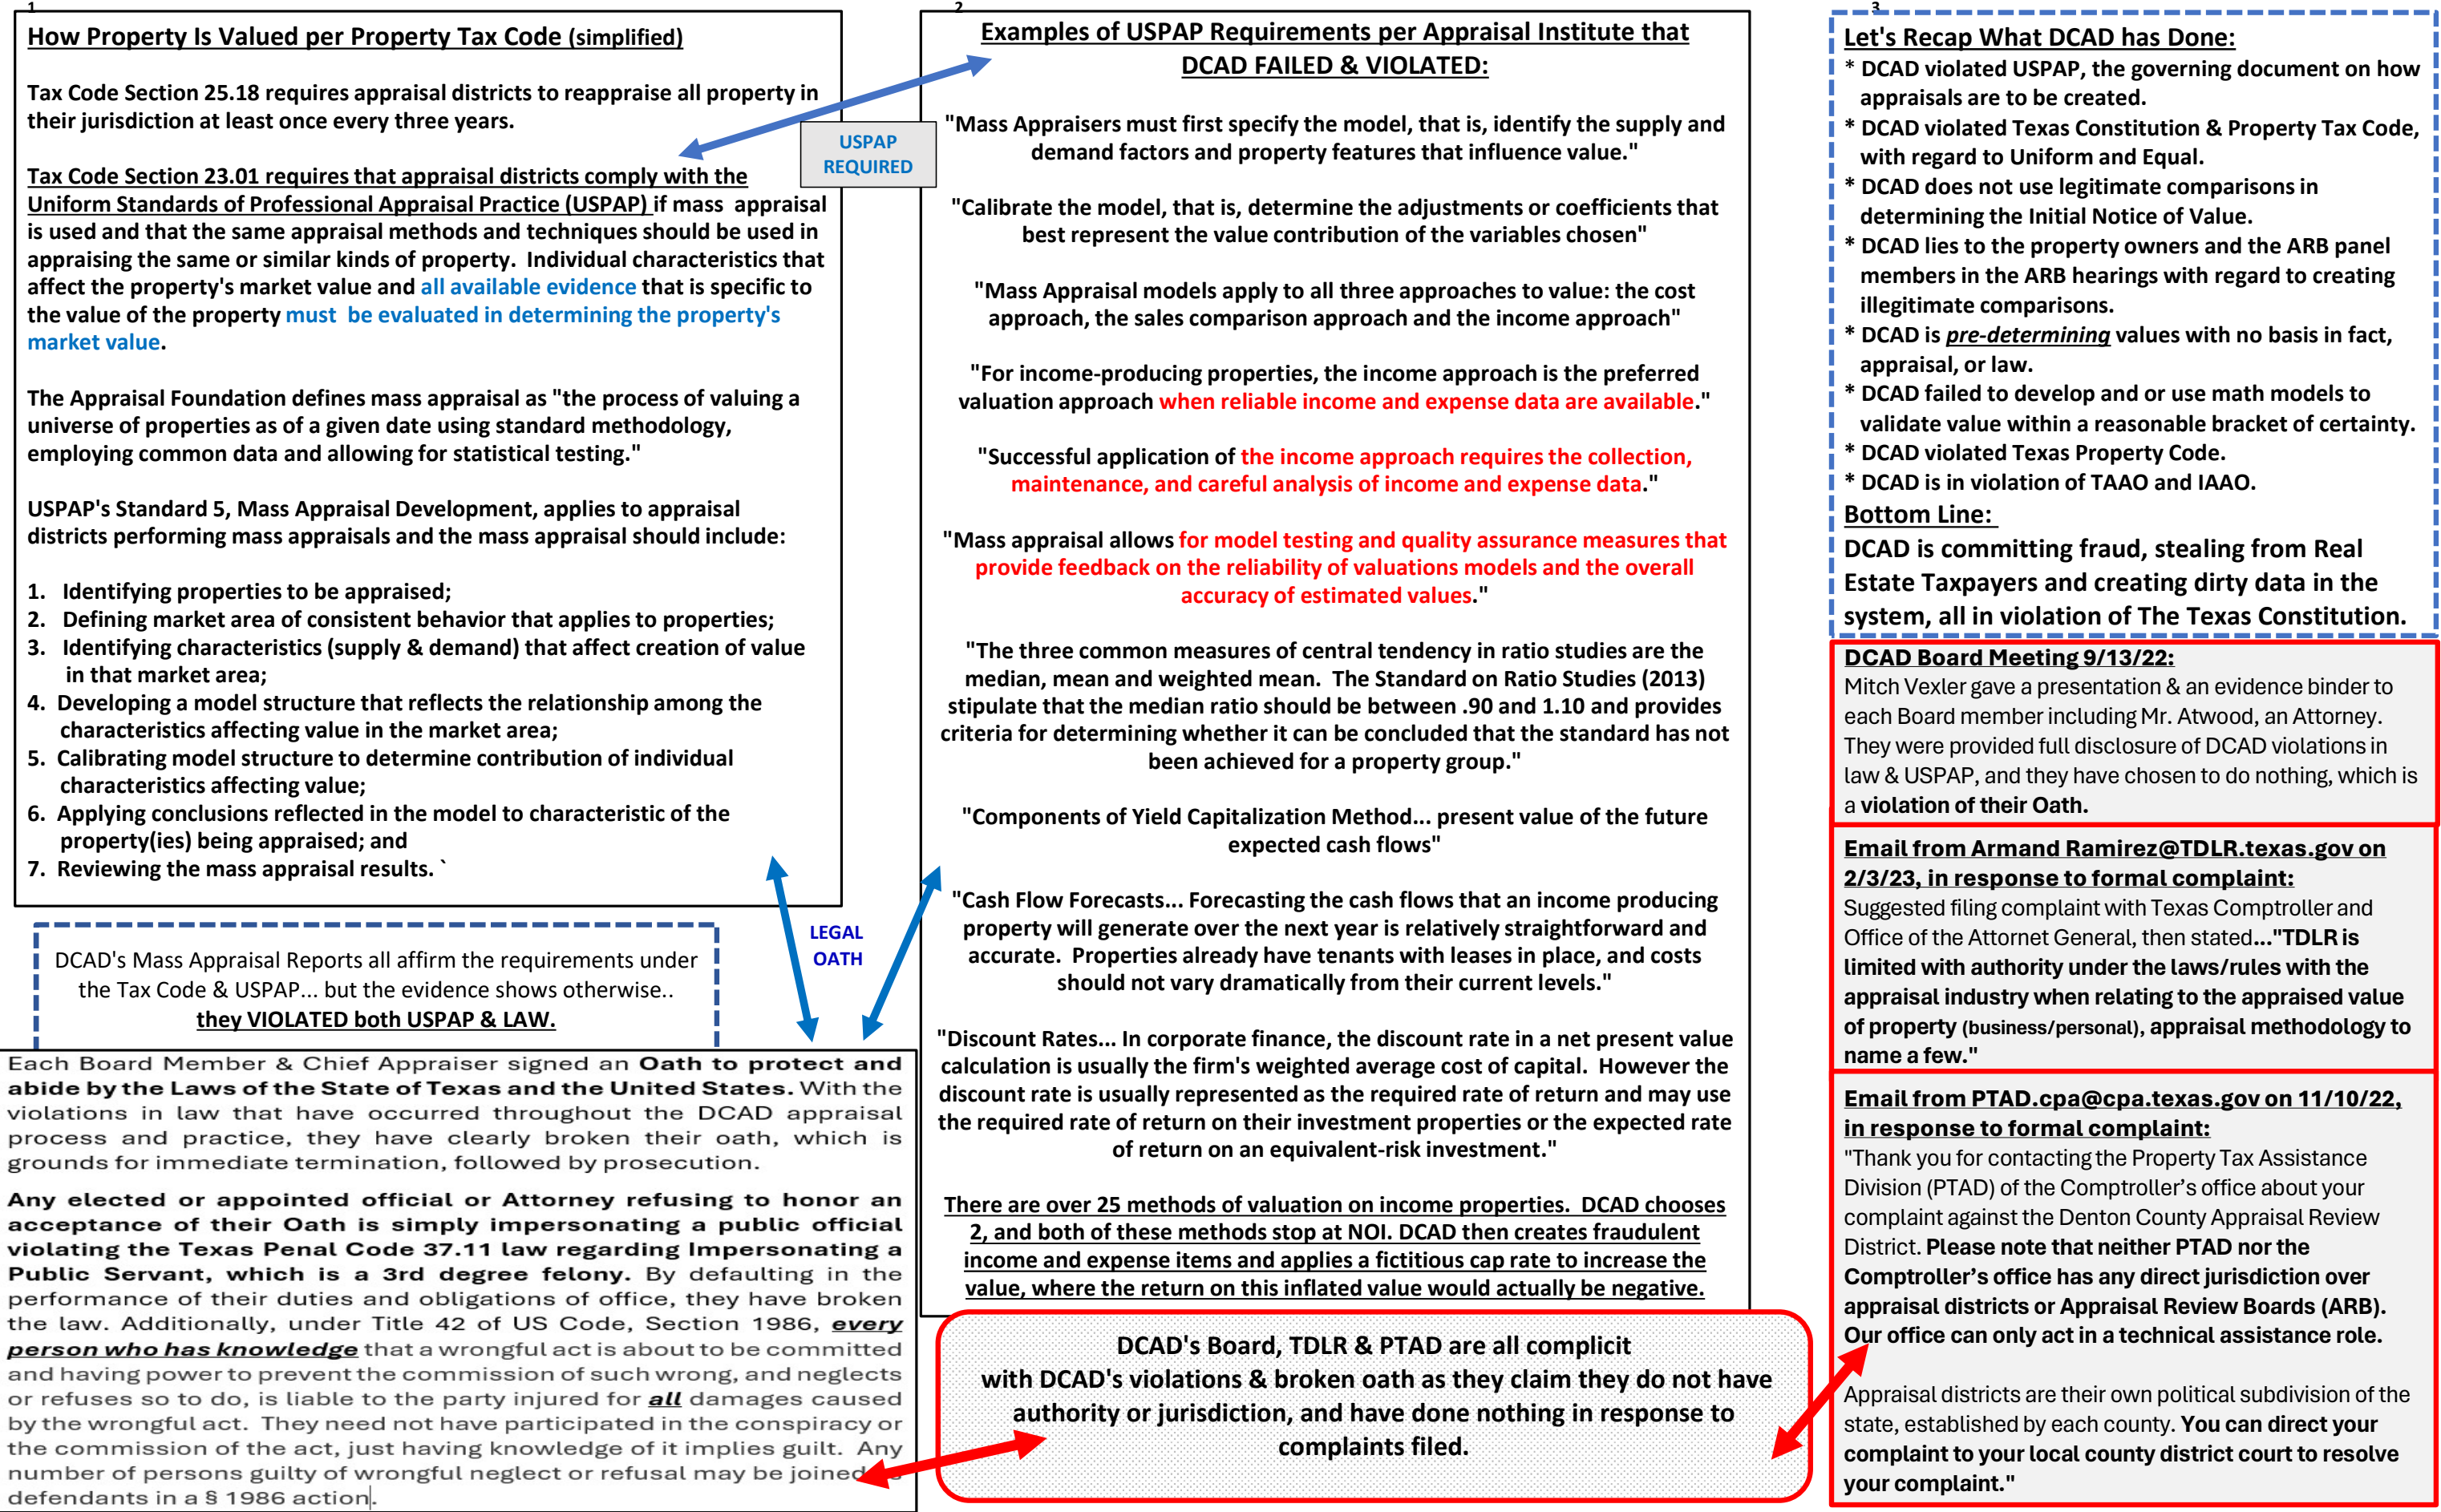 1
How Property Is Valued per Property Tax Code (simplified)
Tax Code Section 25.18 requires appraisal districts to reappraise all property in
their jurisdiction at least once every three years.
Tax Code Section 23.01 requires that appraisal districts comply with the
Uniform Standards of Professional Appraisal Practice (USPAP) if mass appraisal
is used and that the same appraisal methods and techniques should be used in
appraising the same or similar kinds of property. Individual characteristics that
affect the property's market value and all available evidence that is specific to
the value of the property must be evaluated in determining the property's
market value.
The Appraisal Foundation defines mass appraisal as "the process of valuing a
universe of properties as of a given date using standard methodology,
employing common data and allowing for statistical testing."
USPAP's Standard 5, Mass Appraisal Development, applies to appraisal
districts performing mass appraisals and the mass appraisal should include:
1. Identifying properties to be appraised;
2. Defining market area of consistent behavior that applies to properties;
3. Identifying characteristics (supply & demand) that affect creation of value
in that market area;
4. Developing a model structure that reflects the relationship among the
characteristics affecting value in the market area;
5. Calibrating model structure to determine contribution of individual
characteristics affecting value;
6. Applying conclusions reflected in the model to characteristic of the
property(ies) being appraised; and
7. Reviewing the mass appraisal results. `
USPAP
REQUIRED
LEGAL
OATH
DCAD's Mass Appraisal Reports all affirm the requirements under
the Tax Code & USPAP... but the evidence shows otherwise..
they VIOLATED both USPAP & LAW.
Each Board Member & Chief Appraiser signed an Oath to protect and
abide by the Laws of the State of Texas and the United States. With the
violations in law that have occurred throughout the DCAD appraisal
process and practice, they have clearly broken their oath, which is
grounds for immediate termination, followed by prosecution.
Any elected or appointed official or Attorney refusing to honor an
acceptance of their Oath is simply impersonating a public official
violating the Texas Penal Code 37.11 law regarding Impersonating a
Public Servant, which is a 3rd degree felony. By defaulting in the
performance of their duties and obligations of office, they have broken
the law. Additionally, under Title 42 of US Code, Section 1986, every
person who has knowledge that a wrongful act is about to be committed
and having power to prevent the commission of such wrong, and neglects
or refuses so to do, is liable to the party injured for all damages caused
by the wrongful act. They need not have participated in the conspiracy or
the commission of the act, just having knowledge of it implies guilt. Any
number of persons guilty of wrongful neglect or refusal may be joined
defendants in a § 1986 action.
2
Examples of USPAP Requirements per Appraisal Institute that
DCAD FAILED & VIOLATED:
"Mass Appraisers must first specify the model, that is, identify the supply and
demand factors and property features that influence value."
"Calibrate the model, that is, determine the adjustments or coefficients that
best represent the value contribution of the variables chosen"
"Mass Appraisal models apply to all three approaches to value: the cost
approach, the sales comparison approach and the income approach"
"For income-producing properties, the income approach is the preferred
valuation approach when reliable income and expense data are available."
"Successful application of the income approach requires the collection,
maintenance, and careful analysis of income and expense data."
"Mass appraisal allows for model testing and quality assurance measures that
provide feedback on the reliability of valuations models and the overall
accuracy of estimated values."
"The three common measures of central tendency in ratio studies are the
median, mean and weighted mean. The Standard on Ratio Studies (2013)
stipulate that the median ratio should be between .90 and 1.10 and provides
criteria for determining whether it can be concluded that the standard has not
been achieved for a property group."
"Components of Yield Capitalization Method... present value of the future
expected cash flows"
"Cash Flow Forecasts... Forecasting the cash flows that an income producing
property will generate over the next year is relatively straightforward and
accurate. Properties already have tenants with leases in place, and costs
should not vary dramatically from their current levels."
"Discount Rates... In corporate finance, the discount rate in a net present value
calculation is usually the firm's weighted average cost of capital. However the
discount rate is usually represented as the required rate of return and may use
the required rate of return on their investment properties or the expected rate
of return on an equivalent-risk investment."
There are over 25 methods of valuation on income properties. DCAD chooses
2, and both of these methods stop at NOI. DCAD then creates fraudulent
income and expense items and applies a fictitious cap rate to increase the
value, where the return on this inflated value would actually be negative.
DCAD's Board, TDLR & PTAD are all complicit
with DCAD's violations & broken oath as they claim they do not have
authority or jurisdiction, and have done nothing in response to
complaints filed.
3
Let's Recap What DCAD has Done:
* DCAD violated USPAP, the governing document on how
appraisals are to be created.
* DCAD violated Texas Constitution & Property Tax Code,
with regard to Uniform and Equal.
* DCAD does not use legitimate comparisons in
determining the Initial Notice of Value.
* DCAD lies to the property owners and the ARB panel
members in the ARB hearings with regard to creating
illegitimate comparisons.
* DCAD is pre-determining values with no basis in fact,
appraisal, or law.
* DCAD failed to develop and or use math models to
validate value within a reasonable bracket of certainty.
* DCAD violated Texas Property Code.
* DCAD is in violation of TAAO and IAAO.
Bottom Line:
DCAD is committing fraud, stealing from Real
Estate Taxpayers and creating dirty data in the
system, all in violation of The Texas Constitution.
DCAD Board Meeting 9/13/22:
Mitch Vexler gave a presentation & an evidence binder to
each Board member including Mr. Atwood, an Attorney.
They were provided full disclosure of DCAD violations in
law & USPAP, and they have chosen to do nothing, which is
a violation of their Oath.
Email from Armand Ramirez@TDLR.texas.gov on
2/3/23, in response to formal complaint:
Suggested filing complaint with Texas Comptroller and
Office of the Attornet General, then stated..."TDLR is
limited with authority under the laws/rules with the
appraisal industry when relating to the appraised value
of property (business/personal), appraisal methodology to
name a few."
Email from PTAD.cpa@cpa.texas.gov on 11/10/22,
in response to formal complaint:
"Thank you for contacting the Property Tax Assistance
Division (PTAD) of the Comptroller's office about your
complaint against the Denton County Appraisal Review
District. Please note that neither PTAD nor the
Comptroller's office has any direct jurisdiction over
appraisal districts or Appraisal Review Boards (ARB).
Our office can only act in a technical assistance role.
Appraisal districts are their own political subdivision of the
state, established by each county. You can direct your
complaint to your local county district court to resolve
your complaint."